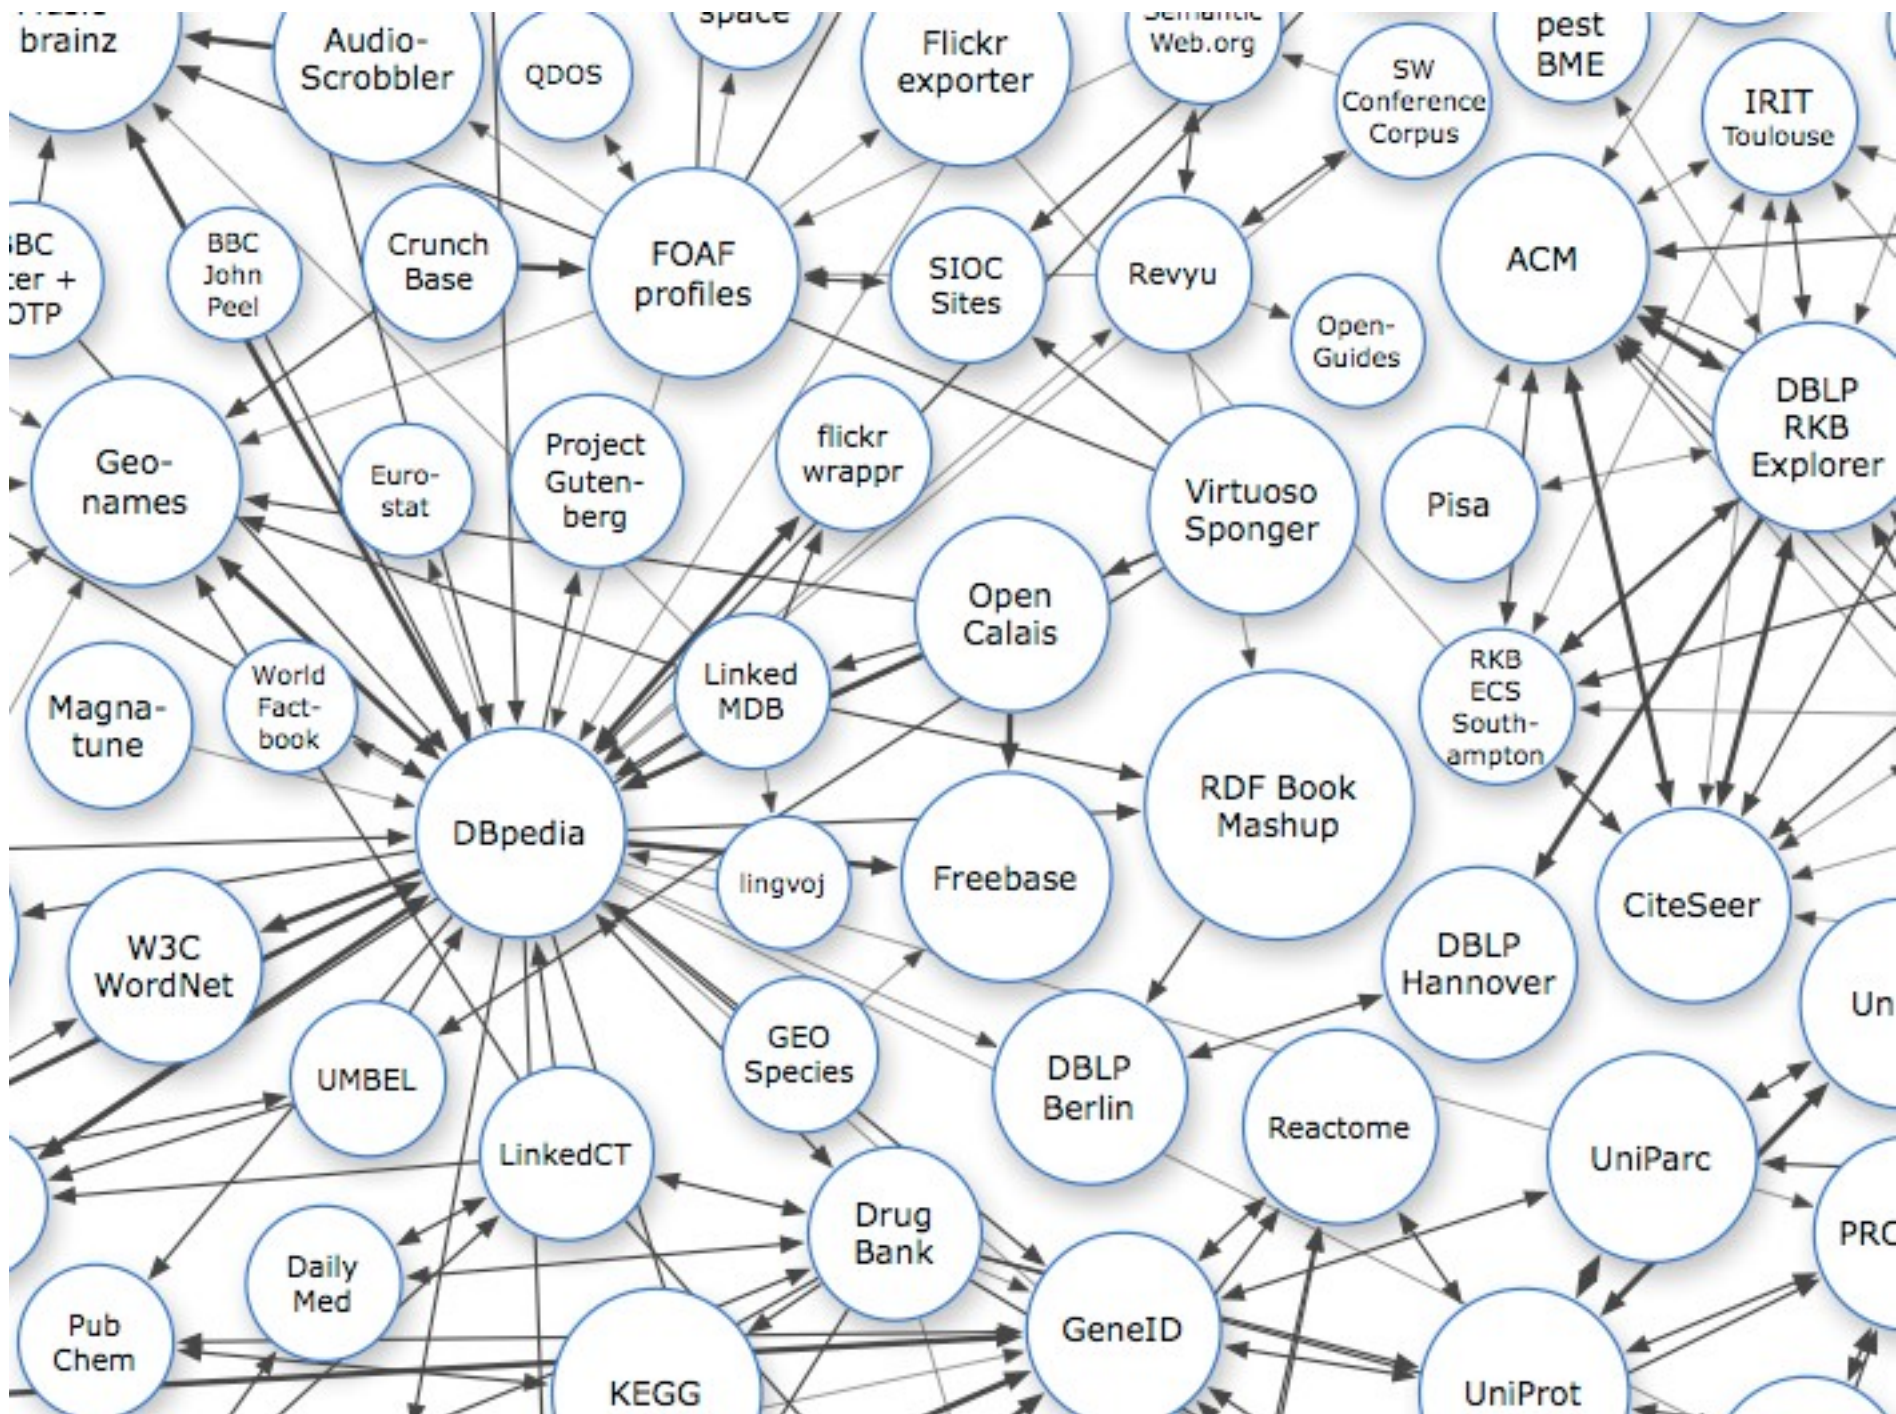 brainz
Audio-
Scrobbler
QDOS
space
Flickr
exporter
Semantic
Web.org
SW
Conference
Corpus
pest
BME
IRIT
Toulouse
BBC
John
Peel
Crunch
Base
FOAF
profiles
SIOC
Sites
Revyu
Open-
Guides
ACM
DBLP
RKB
Explorer
Geo-
names
Euro-
stat
Project
Guten-
berg
flickr
wrappr
Virtuoso
Sponger
Pisa
Open
Calais
Magna-
tune
World
Fact-
book
Linked
MDB
RKB
ECS
South-
ampton
RDF Book
Mashup
DBpedia
lingvoj
Freebase
CiteSeer
W3C
WordNet
DBLP
Hannover
UMBEL
GEO
Species
DBLP
Berlin
Un
LinkedCT
Reactome
UniParc
Daily
Med
Drug
Bank
Pub
Chem
KEGG
GeneID
UniProt